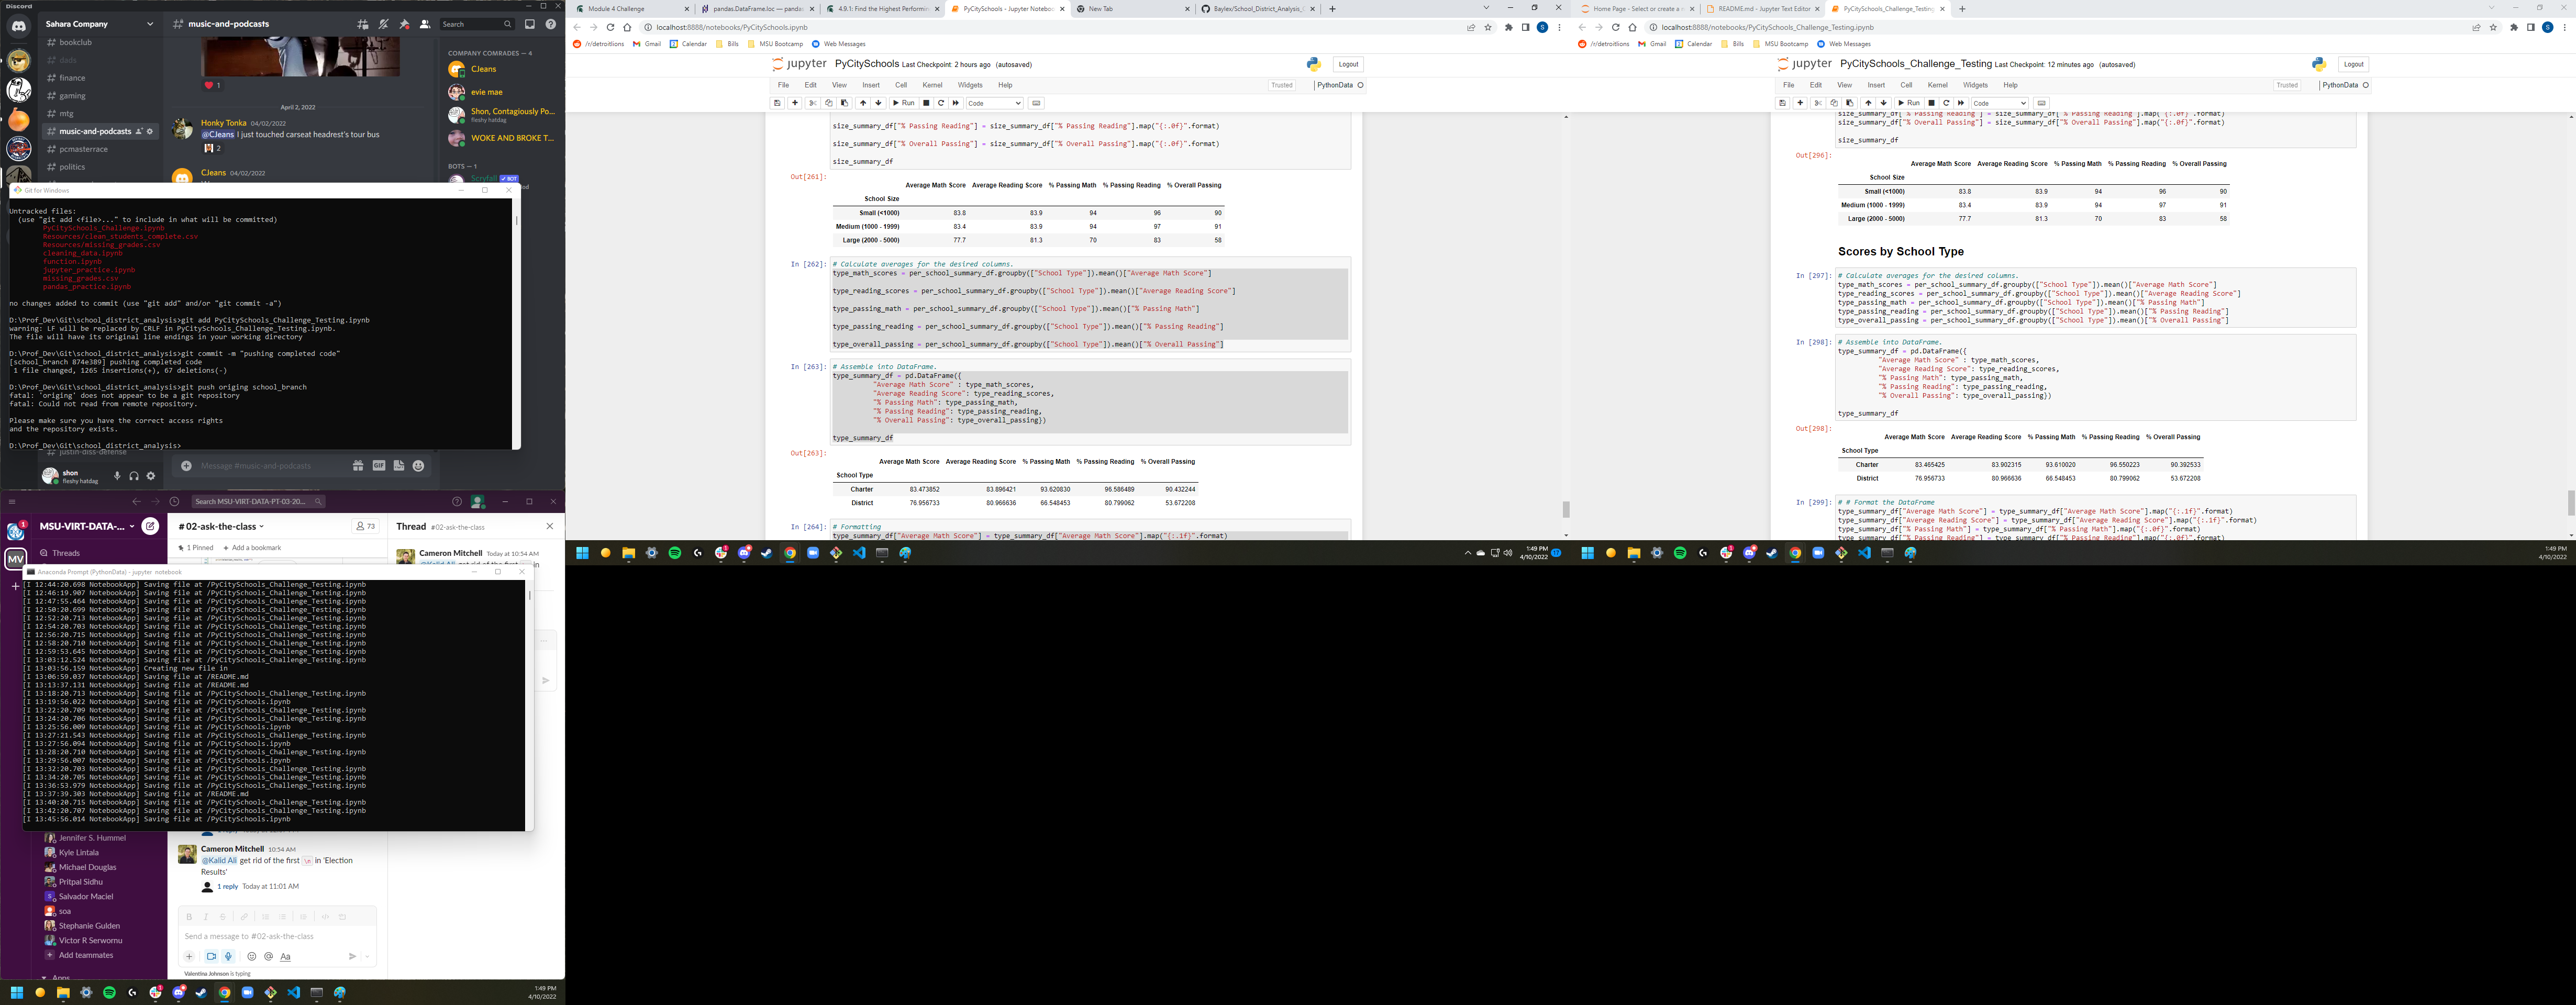 Discord
Sahara Company
# music-and-podcasts
Search
# bookclub
# dads
# finance
# gaming
# mtg
# music-and-podcasts
# pcmasterrace
# politics
1
April 2, 2022
Honky Tonka 04/02/2022
@CJeans I just touched carseat headrest's tour bus
2
CJeans 04/02/2022
COMPANY COMRADES — 4
CJeans
evie mae
Shon, Contagiously Po...
fleshy hatdag
WOKE AND BROKE T...
BOTS — 1
Scryfall BOT
Git for Windows
Untracked files:
(use "git add <file>..." to include in what will be committed)
PyCitySchools_Challenge.ipynb
Resources/clean_students_complete.csv
Resources/missing_grades.csv
cleaning_data.ipynb
function.ipynb
jupyter_practice.ipynb
missing_grades.csv
pandas_practice.ipynb
no changes added to commit (use "git add" and/or "git commit -a")
D:\Prof_Dev\Git\school_district_analysis>git add PyCitySchools_Challenge_Testing.ipynb
warning: LF will be replaced by CRLF in PyCitySchools_Challenge_Testing.ipynb.
The file will have its original line endings in your working directory
D:\Prof_Dev\Git\school_district_analysis>git commit -m "pushing completed code"
[school_branch 874e389] pushing completed code
1 file changed, 1265 insertions(+), 67 deletions(-)
D:\Prof_Dev\Git\school_district_analysis>git push origing school_branch
fatal: 'origing' does not appear to be a git repository
fatal: Could not read from remote repository.
Please make sure you have the correct access rights
and the repository exists.
D:\Prof_Dev\Git\school_district_analysis>
# justin-diss-defense
shon
fleshy hatdag
Message #music-and-podcasts
GIF
Search MSU-VIRT-DATA-PT-03-20...
MSU-VIRT-DATA-...
Threads
# 02-ask-the-class
73
1 Pinned + Add a bookmark
Thread #02-ask-the-class
Cameron Mitchell Today at 10:54 AM
MV
Anaconda Prompt (PythonData) - jupyter notebook
[I 12:44:20.698 NotebookApp] Saving file at /PyCitySchools_Challenge_Testing.ipynb
[I 12:46:19.907 NotebookApp] Saving file at /PyCitySchools_Challenge_Testing.ipynb
[I 12:47:55.464 NotebookApp] Saving file at /PyCitySchools_Challenge_Testing.ipynb
[I 12:50:20.699 NotebookApp] Saving file at /PyCitySchools_Challenge_Testing.ipynb
[I 12:52:20.713 NotebookApp] Saving file at /PyCitySchools_Challenge_Testing.ipynb
[I 12:54:20.703 NotebookApp] Saving file at /PyCitySchools_Challenge_Testing.ipynb
[I 12:56:20.715 NotebookApp] Saving file at /PyCitySchools_Challenge_Testing.ipynb
[I 12:58:20.710 NotebookApp] Saving file at /PyCitySchools_Challenge_Testing.ipynb
[I 12:59:53.645 NotebookApp] Saving file at /PyCitySchools_Challenge_Testing.ipynb
[I 13:03:12.524 NotebookApp] Saving file at /PyCitySchools_Challenge_Testing.ipynb
[I 13:03:56.159 NotebookApp] Creating new file in
[I 13:06:59.037 NotebookApp] Saving file at /README.md
[I 13:13:37.131 NotebookApp] Saving file at /README.md
[I 13:18:20.713 NotebookApp] Saving file at /PyCitySchools_Challenge_Testing.ipynb
[I 13:19:56.022 NotebookApp] Saving file at /PyCitySchools.ipynb
[I 13:22:20.709 NotebookApp] Saving file at /PyCitySchools_Challenge_Testing.ipynb
[I 13:24:20.706 NotebookApp] Saving file at /PyCitySchools_Challenge_Testing.ipynb
[I 13:25:56.009 NotebookApp] Saving file at /PyCitySchools.ipynb
[I 13:27:21.543 NotebookApp] Saving file at /PyCitySchools_Challenge_Testing.ipynb
[I 13:27:56.094 NotebookApp] Saving file at /PyCitySchools.ipynb
[I 13:28:20.710 NotebookApp] Saving file at /PyCitySchools_Challenge_Testing.ipynb
[I 13:29:56.007 NotebookApp] Saving file at /PyCitySchools.ipynb
[I 13:32:20.703 NotebookApp] Saving file at /PyCitySchools_Challenge_Testing.ipynb
[I 13:34:20.705 NotebookApp] Saving file at /PyCitySchools_Challenge_Testing.ipynb
[I 13:36:53.979 NotebookApp] Saving file at /PyCitySchools_Challenge_Testing.ipynb
[I 13:37:39.303 NotebookApp] Saving file at /README.md
[I 13:40:20.715 NotebookApp] Saving file at /PyCitySchools_Challenge_Testing.ipynb
[I 13:42:20.707 NotebookApp] Saving file at /PyCitySchools_Challenge_Testing.ipynb
[I 13:45:56.014 NotebookApp] Saving file at /PyCitySchools.ipynb
Jennifer S. Hummel
Kyle Lintala
Michael Douglas
Pritpal Sidhu
Salvador Maciel
soa
Stephanie Gulden
Victor R Serwornu
Add teammates
Apps
Cameron Mitchell 10:54 AM
@Kalid Ali get rid of the first \n in 'Election
Results'
1 reply Today at 11:01 AM
Send a message to #02-ask-the-class
Valentina Johnson is typing
1:49 PM
4/10/2022
Module 4 Challenge
pandas.DataFrame.loc — panda
4.9.1: Find the Highest Performin
PyCitySchools - Jupyter Notebook
New Tab
Baylex/School_District_Analysis_
localhost:8888/notebooks/PyCitySchools.ipynb
/r/detroitlions Gmail Calendar Bills MSU Bootcamp Web Messages
jupyter PyCitySchools Last Checkpoint: 2 hours ago (autosaved)
Logout
File Edit View Insert Cell Kernel Widgets Help
Trusted PythonData
Run Code
size_summary_df["% Passing Reading"] = size_summary_df["% Passing Reading"].map("{:.0f}".format)
size_summary_df["% Overall Passing"] = size_summary_df["% Overall Passing"].map("{:.0f}".format)
size_summary_df
Out[261]:
Average Math Score Average Reading Score % Passing Math % Passing Reading % Overall Passing
School Size
Small (<1000) 83.8 83.9 94 96 90
Medium (1000 - 1999) 83.4 83.9 94 97 91
Large (2000 - 5000) 77.7 81.3 70 83 58
In [262]: # Calculate averages for the desired columns.
type_math_scores = per_school_summary_df.groupby(["School Type"]).mean()["Average Math Score"]
type_reading_scores = per_school_summary_df.groupby(["School Type"]).mean()["Average Reading Score"]
type_passing_math = per_school_summary_df.groupby(["School Type"]).mean()["% Passing Math"]
type_passing_reading = per_school_summary_df.groupby(["School Type"]).mean()["% Passing Reading"]
type_overall_passing = per_school_summary_df.groupby(["School Type"]).mean()["% Overall Passing"]
In [263]: # Assemble into DataFrame.
type_summary_df = pd.DataFrame({
"Average Math Score" : type_math_scores,
"Average Reading Score": type_reading_scores,
"% Passing Math": type_passing_math,
"% Passing Reading": type_passing_reading,
"% Overall Passing": type_overall_passing})
type_summary_df
Out[263]:
Average Math Score Average Reading Score % Passing Math % Passing Reading % Overall Passing
School Type
Charter 83.473852 83.896421 93.620830 96.586489 90.432244
District 76.956733 80.966636 66.548453 80.799062 53.672208
In [264]: # Formatting
type_summary_df["Average Math Score"] = type_summary_df["Average Math Score"].map("{:.1f}".format)
1:49 PM
4/10/2022
Home Page - Select or create a n
README.md - Jupyter Text Editor
PyCitySchools_Challenge_Testing
localhost:8888/notebooks/PyCitySchools_Challenge_Testing.ipynb
/r/detroitlions Gmail Calendar Bills MSU Bootcamp Web Messages
jupyter PyCitySchools_Challenge_Testing Last Checkpoint: 12 minutes ago (autosaved)
Logout
File Edit View Insert Cell Kernel Widgets Help
Trusted PythonData
Run Code
size_summary_df["% Passing Reading"] = size_summary_df["% Passing Reading"].map("{:.0f}".format)
size_summary_df["% Overall Passing"] = size_summary_df["% Overall Passing"].map("{:.0f}".format)
size_summary_df
Out[296]:
Average Math Score Average Reading Score % Passing Math % Passing Reading % Overall Passing
School Size
Small (<1000) 83.8 83.9 94 96 90
Medium (1000 - 1999) 83.4 83.9 94 97 91
Large (2000 - 5000) 77.7 81.3 70 83 58
Scores by School Type
In [297]: # Calculate averages for the desired columns.
type_math_scores = per_school_summary_df.groupby(["School Type"]).mean()["Average Math Score"]
type_reading_scores = per_school_summary_df.groupby(["School Type"]).mean()["Average Reading Score"]
type_passing_math = per_school_summary_df.groupby(["School Type"]).mean()["% Passing Math"]
type_passing_reading = per_school_summary_df.groupby(["School Type"]).mean()["% Passing Reading"]
type_overall_passing = per_school_summary_df.groupby(["School Type"]).mean()["% Overall Passing"]
In [298]: # Assemble into DataFrame.
type_summary_df = pd.DataFrame({
"Average Math Score" : type_math_scores,
"Average Reading Score": type_reading_scores,
"% Passing Math": type_passing_math,
"% Passing Reading": type_passing_reading,
"% Overall Passing": type_overall_passing})
type_summary_df
Out[298]:
Average Math Score Average Reading Score % Passing Math % Passing Reading % Overall Passing
School Type
Charter 83.465425 83.902315 93.610020 96.550223 90.392533
District 76.956733 80.966636 66.548453 80.799062 53.672208
In [299]: # # Format the DataFrame
type_summary_df["Average Math Score"] = type_summary_df["Average Math Score"].map("{:.1f}".format)
type_summary_df["Average Reading Score"] = type_summary_df["Average Reading Score"].map("{:.1f}".format)
type_summary_df["% Passing Math"] = type_summary_df["% Passing Math"].map("{:.0f}".format)
type_summary_df["% Passing Reading"] = type_summary_df["% Passing Reading"].map("{:.0f}".format)
1:49 PM
4/10/2022